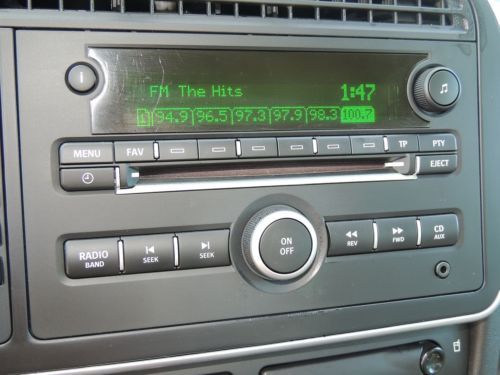 i
FM The Hits 1:47
1 94.9 96.5 97.3 97.9 98.3 100.7
MENU FAV TP PTY
EJECT
RADIO BAND
SEEK
SEEK
ON OFF
REV
FWD
CD AUX